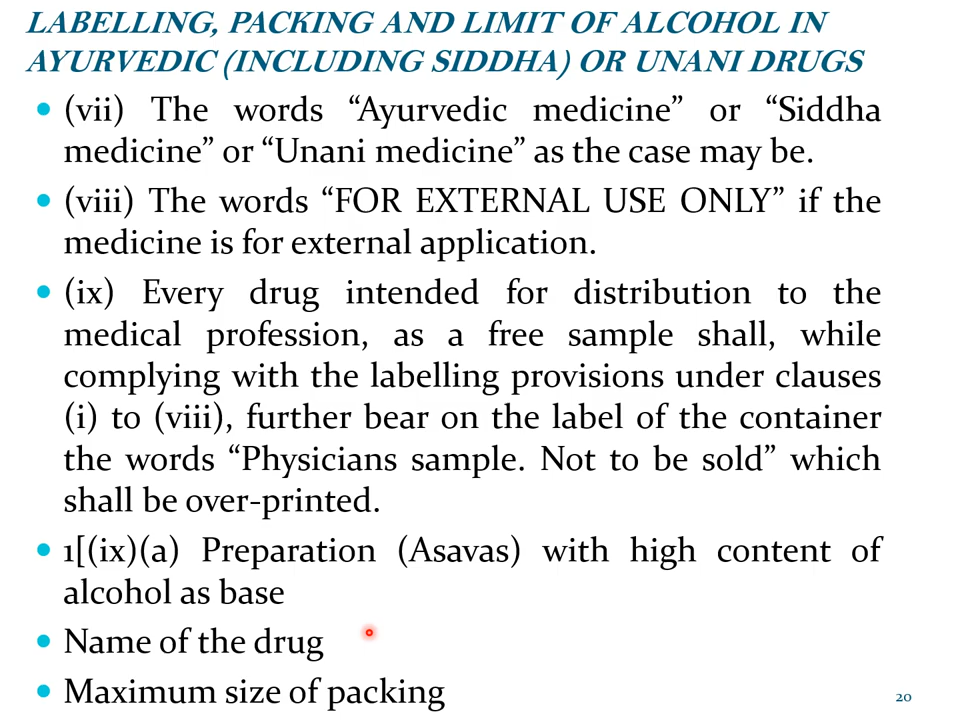 LABELLING, PACKING AND LIMIT OF ALCOHOL IN
AYURVEDIC (INCLUDING SIDDHA) OR UNANI DRUGS
• (vii) The words “Ayurvedic medicine” or “Siddha
medicine” or “Unani medicine” as the case may be.
• (viii) The words “FOR EXTERNAL USE ONLY” if the
medicine is for external application.
• (ix) Every drug intended for distribution to the
medical profession, as a free sample shall, while
complying with the labelling provisions under clauses
(i) to (viii), further bear on the label of the container
the words “Physicians sample. Not to be sold” which
shall be over-printed.
• 1[(ix)(a) Preparation (Asavas) with high content of
alcohol as base
• Name of the drug
• Maximum size of packing
20